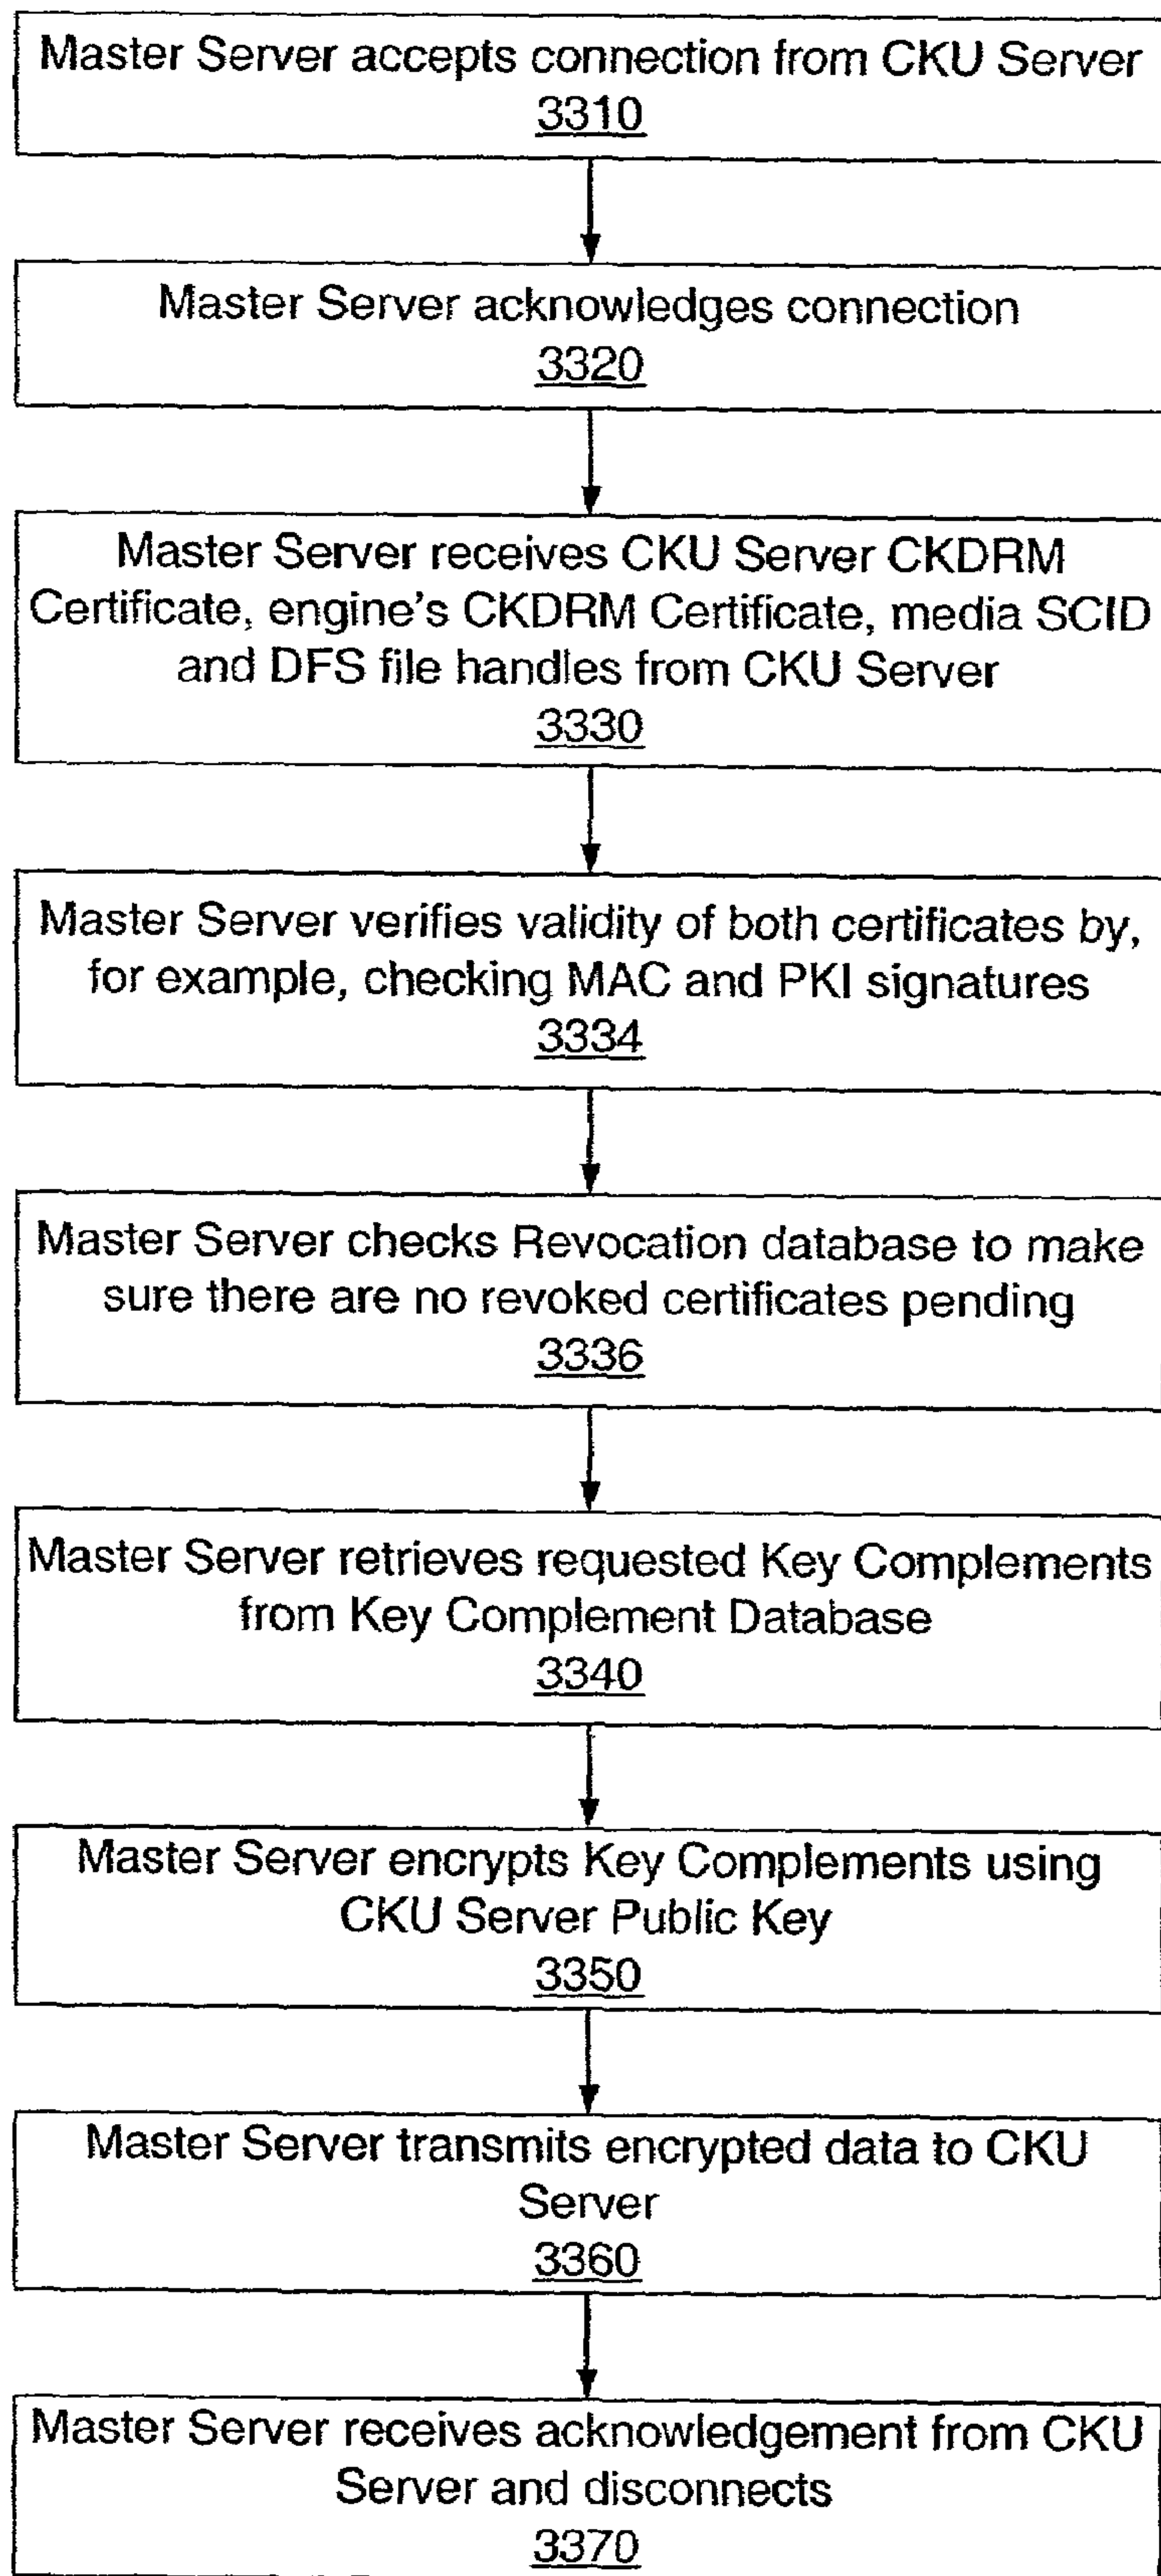 Master Server accepts connection from CKU Server
3310
Master Server acknowledges connection
3320
Master Server receives CKU Server CKDRM
Certificate, engine's CKDRM Certificate, media SCID
and DFS file handles from CKU Server
3330
Master Server verifies validity of both certificates by,
for example, checking MAC and PKI signatures
3334
Master Server checks Revocation database to make
sure there are no revoked certificates pending
3336
Master Server retrieves requested Key Complements
from Key Complement Database
3340
Master Server encrypts Key Complements using
CKU Server Public Key
3350
Master Server transmits encrypted data to CKU
Server
3360
Master Server receives acknowledgement from CKU
Server and disconnects
3370